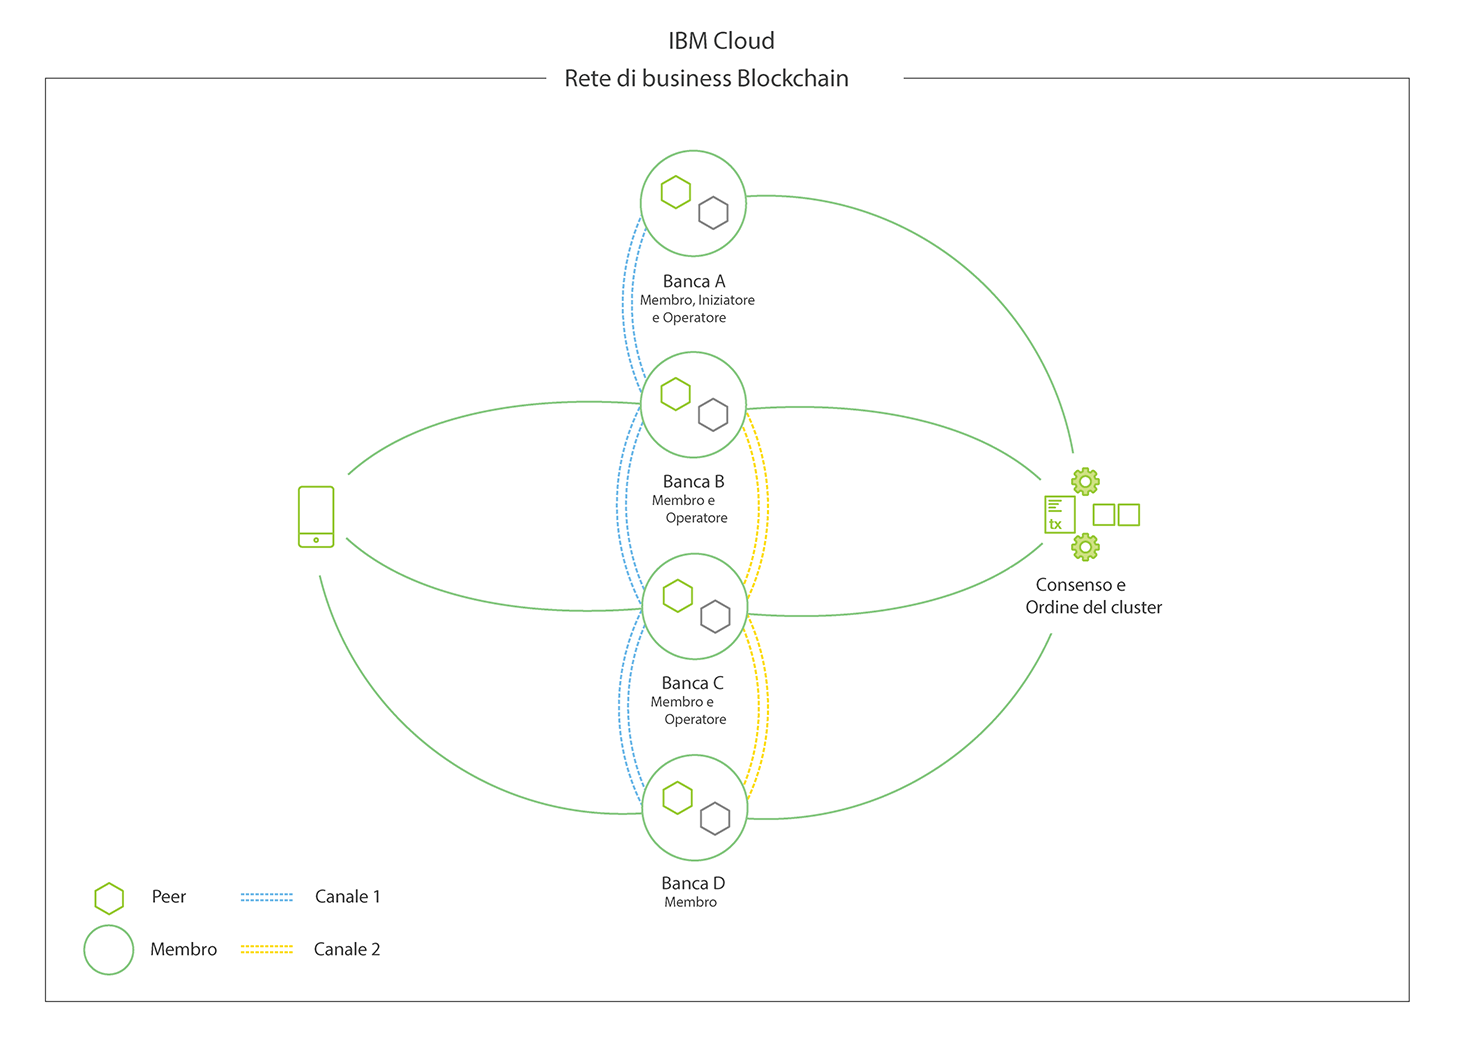 IBM Cloud
Rete di business Blockchain
Banca A
Membro, Iniziatore
e Operatore
Banca B
Membro e
Operatore
tx
Consenso e
Ordine del cluster
Banca C
Membro e
Operatore
Banca D
Membro
Peer
Canale 1
Membro
Canale 2